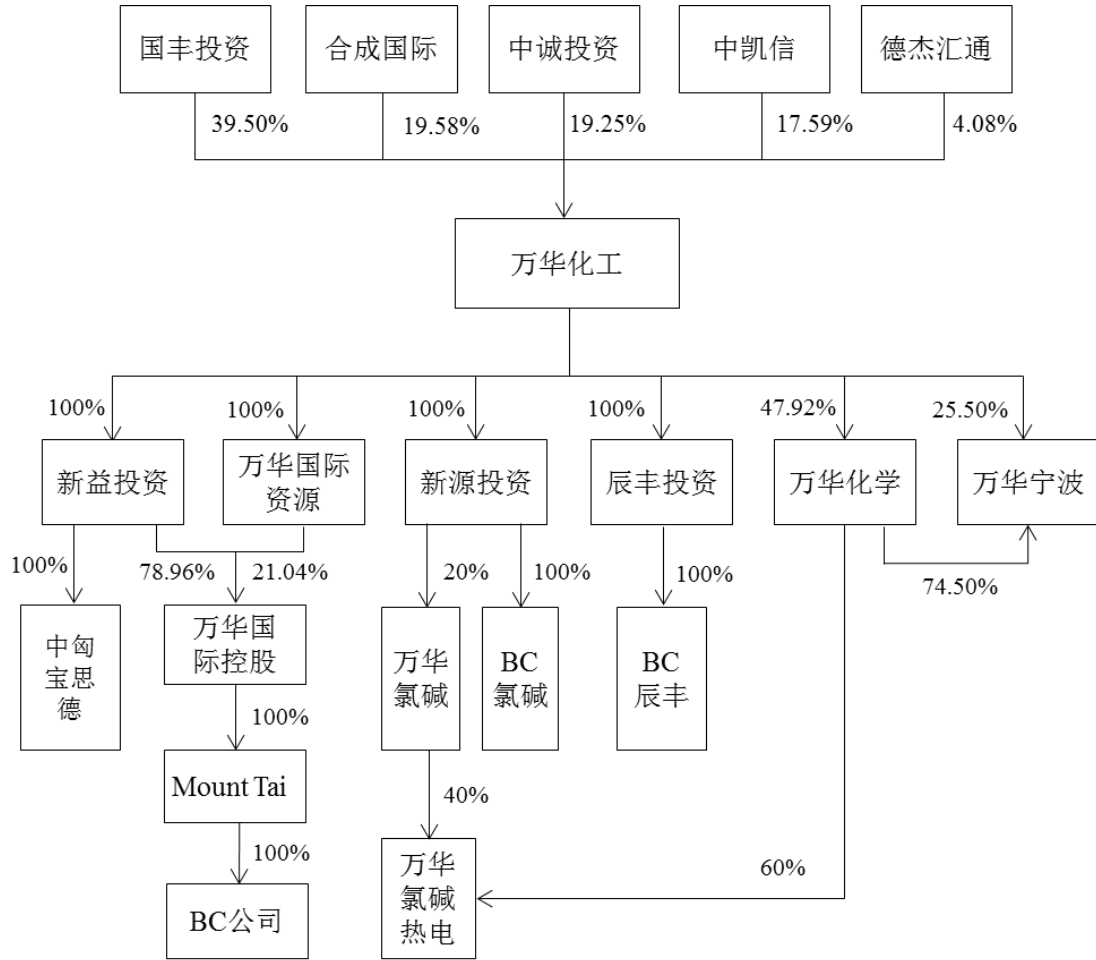 国丰投资
合成国际
中诚投资
中凯信
德杰汇通
39.50%
19.58%
19.25%
17.59%
4.08%
万华化工
100%
100%
100%
100%
47.92%
25.50%
新益投资
万华国际
资源
新源投资
辰丰投资
万华化学
万华宁波
100%
78.96%
21.04%
20%
100%
100%
74.50%
中匈
宝思
德
万华国
际控股
万华
氯碱
BC
氯碱
BC
辰丰
100%
Mount Tai
40%
100%
60%
BC公司
万华
氯碱
热电